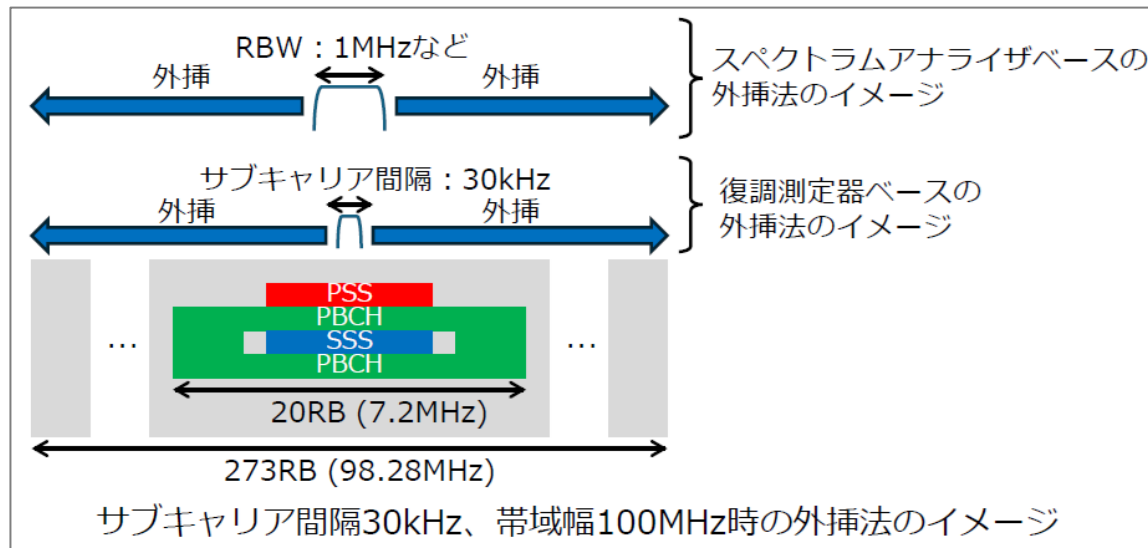 RBW：1MHzなど
外挿
外挿
スペクトラムアナライザベースの
外挿法のイメージ
サブキャリア間隔：30kHz
外挿
外挿
復調測定器ベースの
外挿法のイメージ
PSS
PBCH
SSS
PBCH
…
…
20RB (7.2MHz)
273RB (98.28MHz)
サブキャリア間隔30kHz、帯域幅100MHz時の外挿法のイメージ